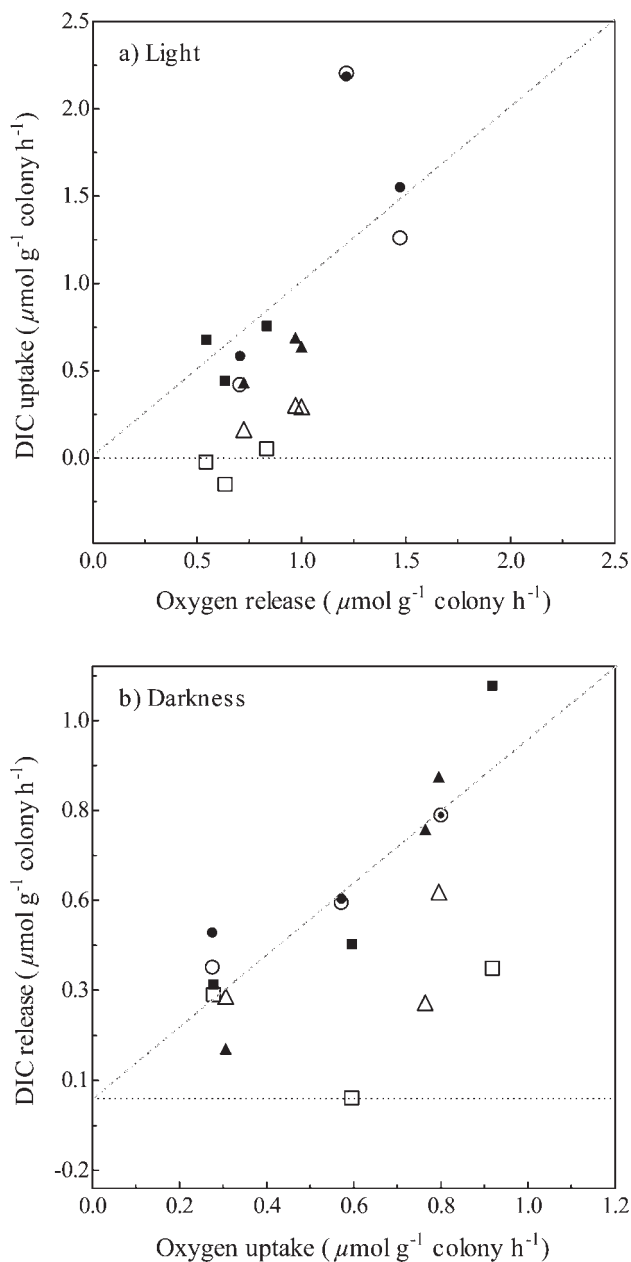 2.5
a) Light
2.0
1.5
1.0
0.5
0.0
DIC uptake ( μmol g⁻¹ colony h⁻¹)
0.0 0.5 1.0 1.5 2.0 2.5
Oxygen release ( μmol g⁻¹ colony h⁻¹)
b) Darkness
1.0
0.8
0.6
0.3
0.1
-0.2
DIC release ( μmol g⁻¹ colony h⁻¹)
0.0 0.2 0.4 0.6 0.8 1.0 1.2
Oxygen uptake ( μmol g⁻¹ colony h⁻¹)